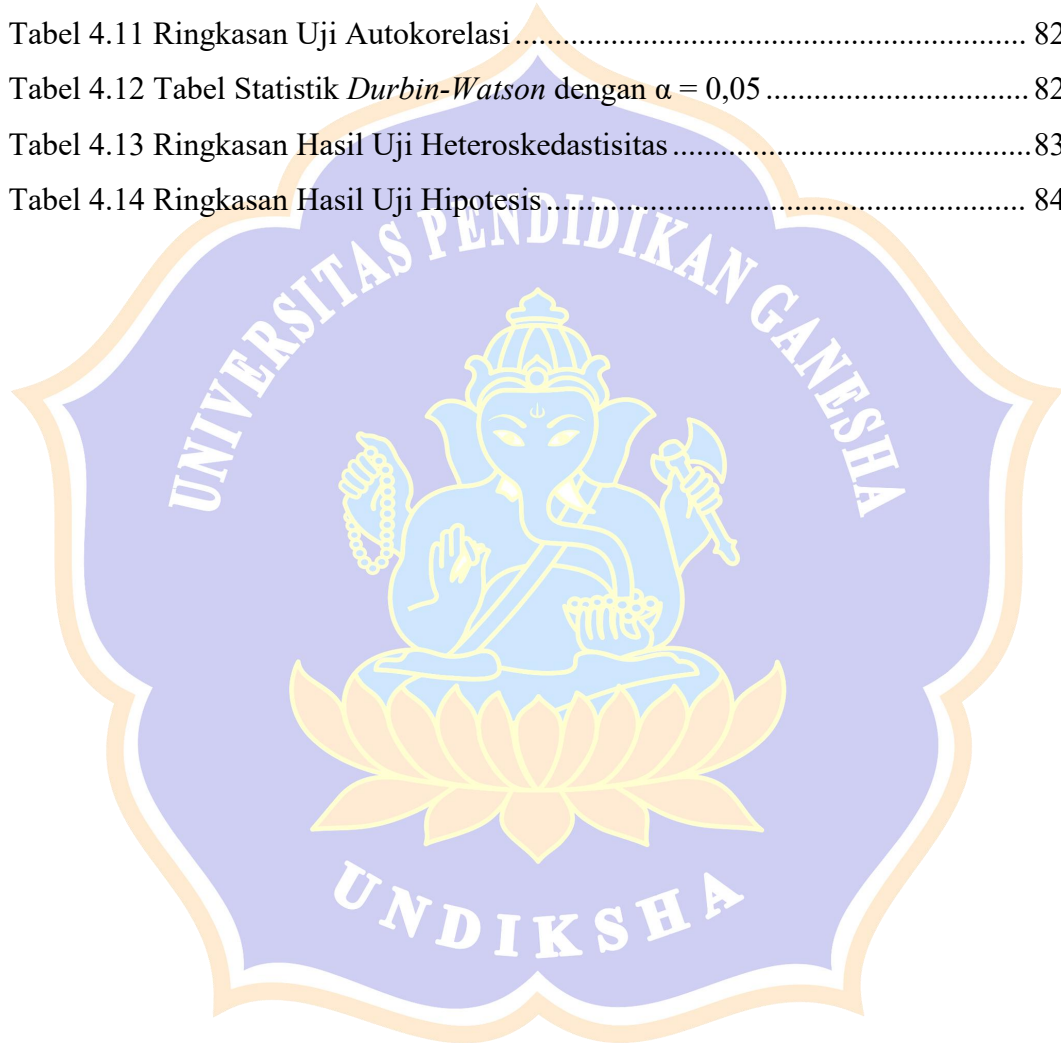 Tabel 4.11 Ringkasan Uji Autokorelasi.......................................................................... 82
Tabel 4.12 Tabel Statistik Durbin-Watson dengan α = 0,05...................................... 82
Tabel 4.13 Ringkasan Hasil Uji Heteroskedastisitas....................................................83
Tabel 4.14 Ringkasan Hasil Uji Hipotesis..................................................................... 84
UNIVERSITAS PENDIDIKAN GANESHA
UNDIKSHA